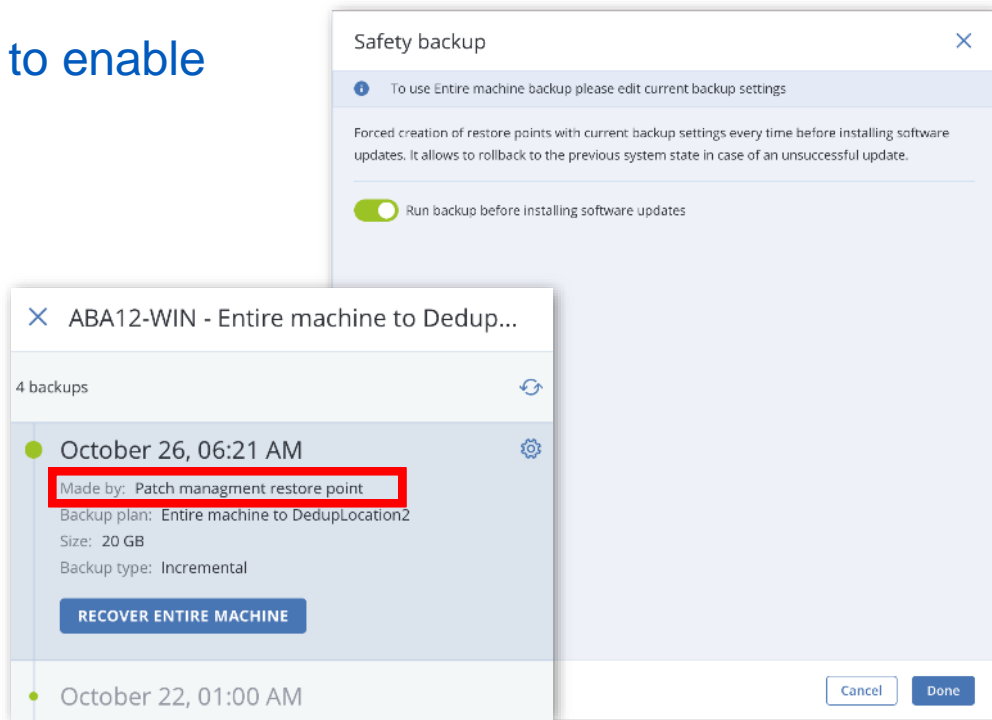 to enable
Safety backup
To use Entire machine backup please edit current backup settings
Forced creation of restore points with current backup settings every time before installing software
updates. It allows to rollback to the previous system state in case of an unsuccessful update.
Run backup before installing software updates
ABA12-WIN - Entire machine to Dedup...
4 backups
October 26, 06:21 AM
Made by: Patch managment restore point
Backup plan: Entire machine to DedupLocation2
Size: 20 GB
Backup type: Incremental
RECOVER ENTIRE MACHINE
October 22, 01:00 AM
Cancel
Done